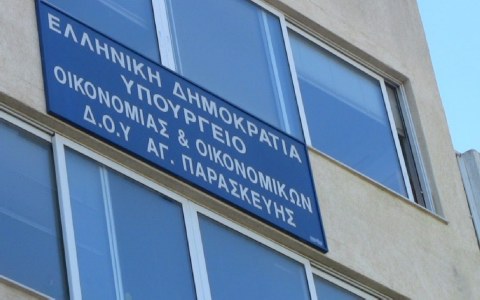 ΕΛΛΗΝΙΚΗ ΔΗΜΟΚΡΑΤΙΑ
ΥΠΟΥΡΓΕΙΟ
ΟΙΚΟΝΟΜΙΑΣ & ΟΙΚΟΝΟΜΙΚΩΝ
Δ.Ο.Υ ΑΓ. ΠΑΡΑΣΚΕΥΗΣ